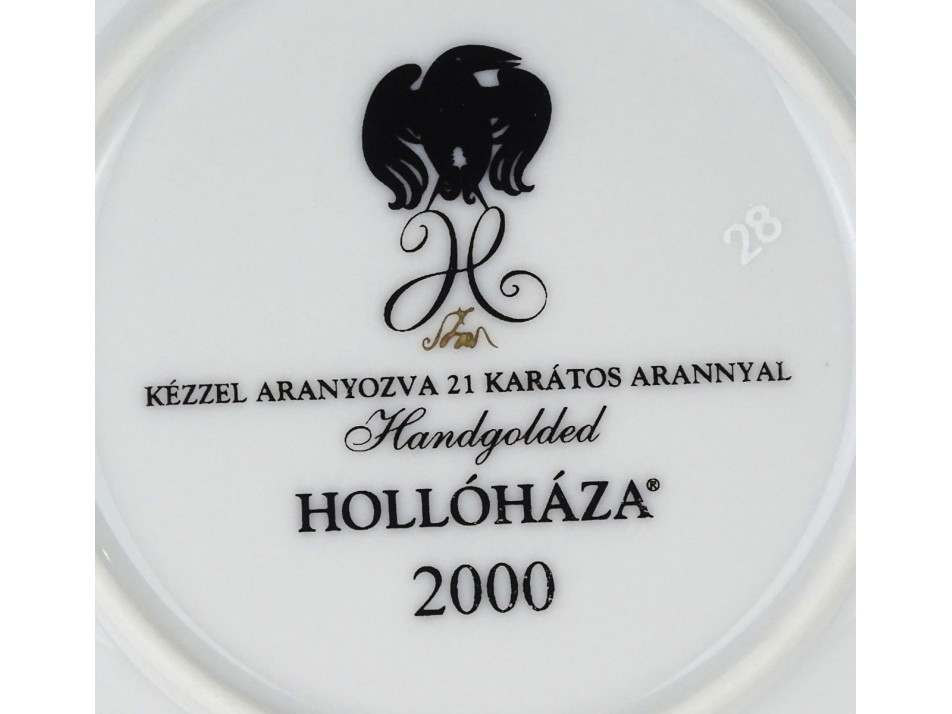 H
28
KÉZZEL ARANYOZVA 21 KARÁTOS ARANNYAL
Handgolded
HOLLÓHÁZA®
2000